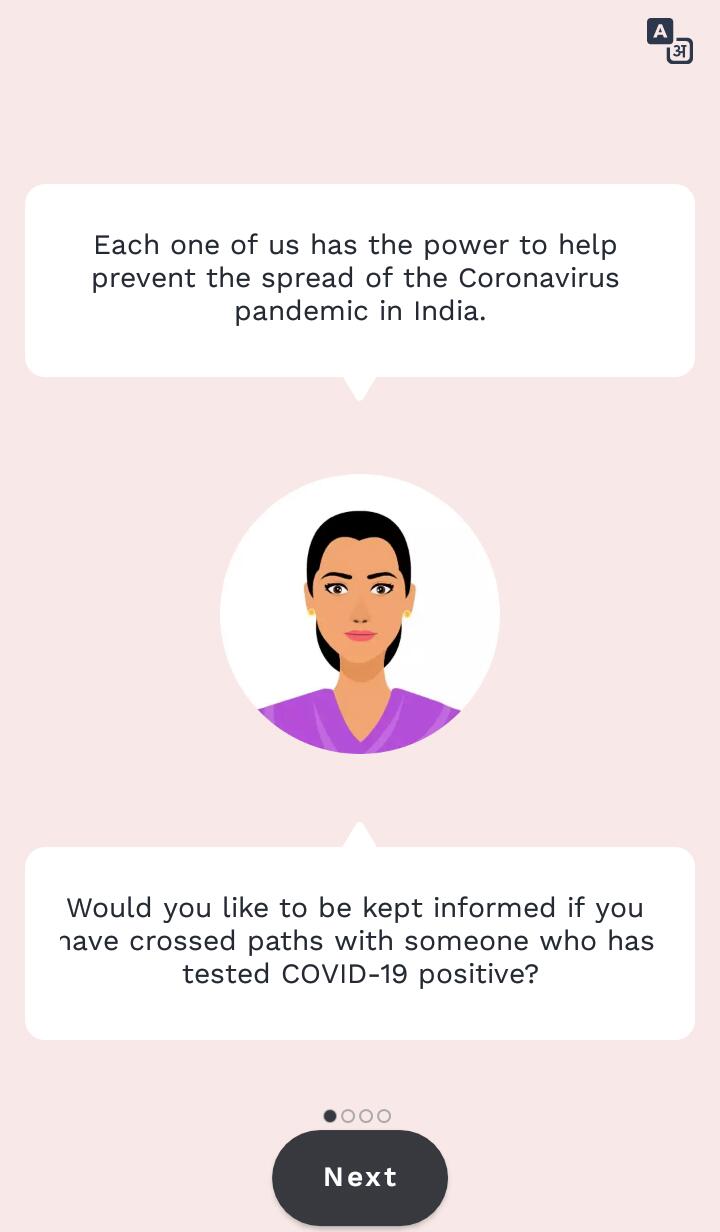 A
अ
Each one of us has the power to help
prevent the spread of the Coronavirus
pandemic in India.
Would you like to be kept informed if you
have crossed paths with someone who has
tested COVID-19 positive?
Next